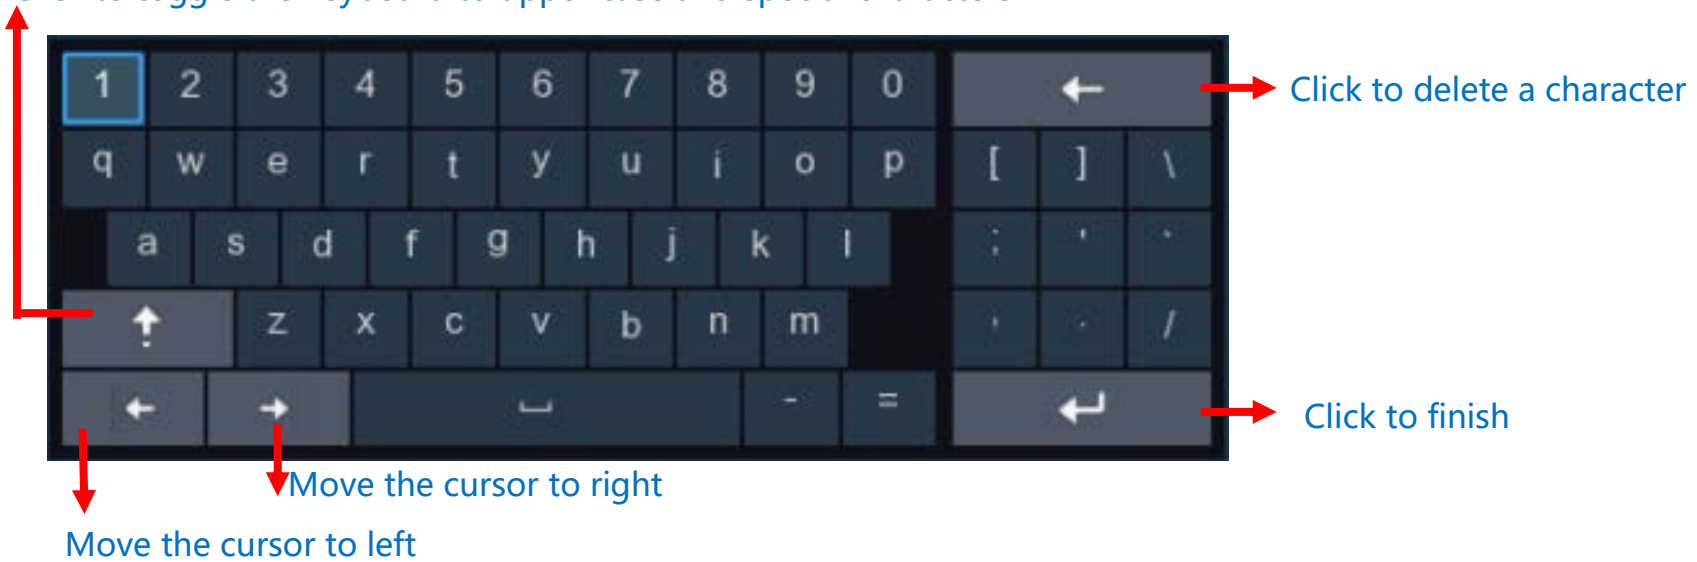 1 2 3 4 5 6 7 8 9 0
Click to delete a character
q w e r t y u i o p [ ] \
a s d f g h j k l ; ' `
z x c v b n m , . /
- =
Click to finish
Move the cursor to right
Move the cursor to left